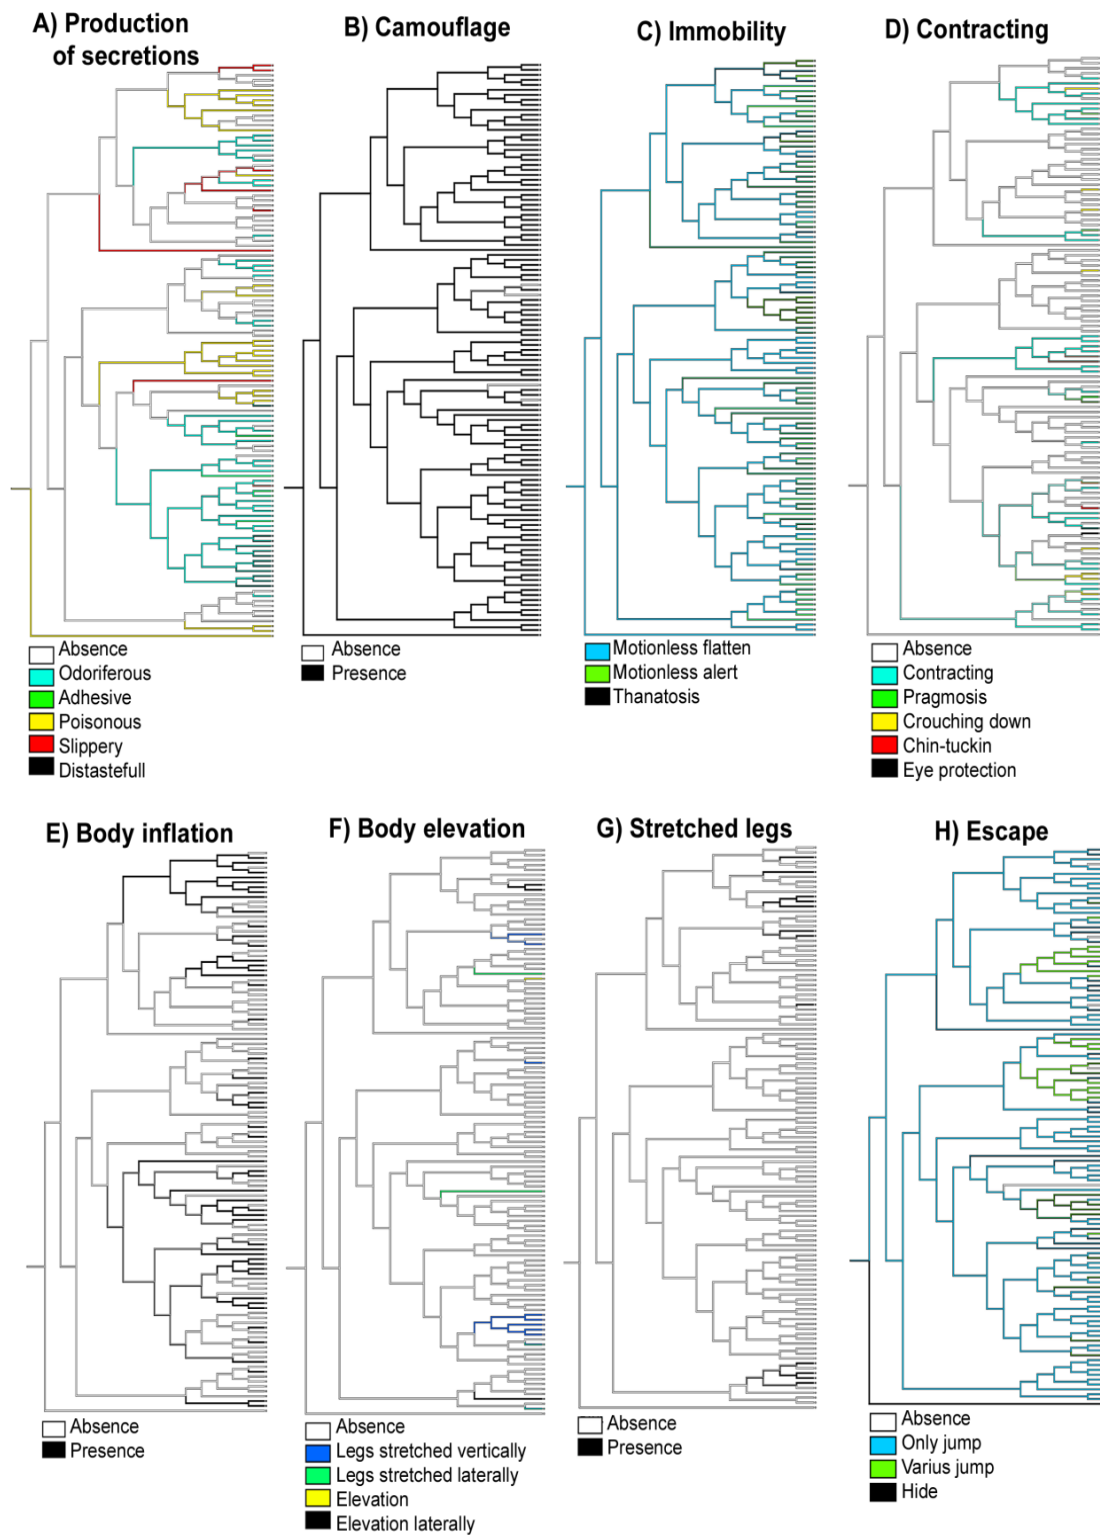 A) Production
of secretions
B) Camouflage
C) Immobility
D) Contracting
Absence
Odoriferous
Adhesive
Poisonous
Slippery
Distastefull
Absence
Presence
Motionless flatten
Motionless alert
Thanatosis
Absence
Contracting
Pragmosis
Crouching down
Chin-tuckin
Eye protection
E) Body inflation
F) Body elevation
G) Stretched legs
H) Escape
Absence
Presence
Absence
Legs stretched vertically
Legs stretched laterally
Elevation
Elevation laterally
Absence
Presence
Absence
Only jump
Varius jump
Hide